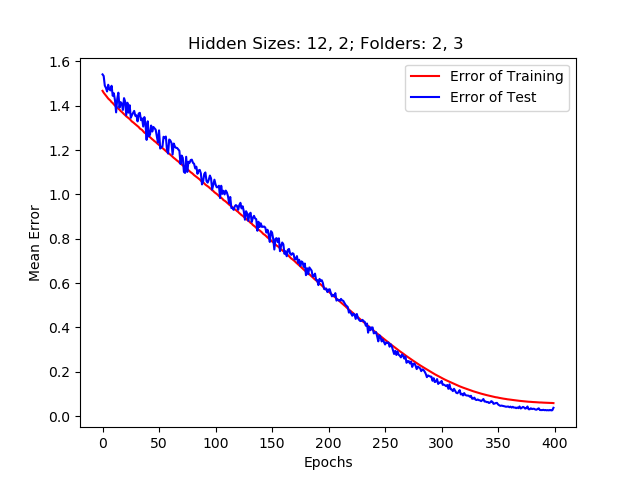 Hidden Sizes: 12, 2; Folders: 2, 3
Error of Training
Error of Test
Mean Error
1.6
1.4
1.2
1.0
0.8
0.6
0.4
0.2
0.0
0 50 100 150 200 250 300 350 400
Epochs